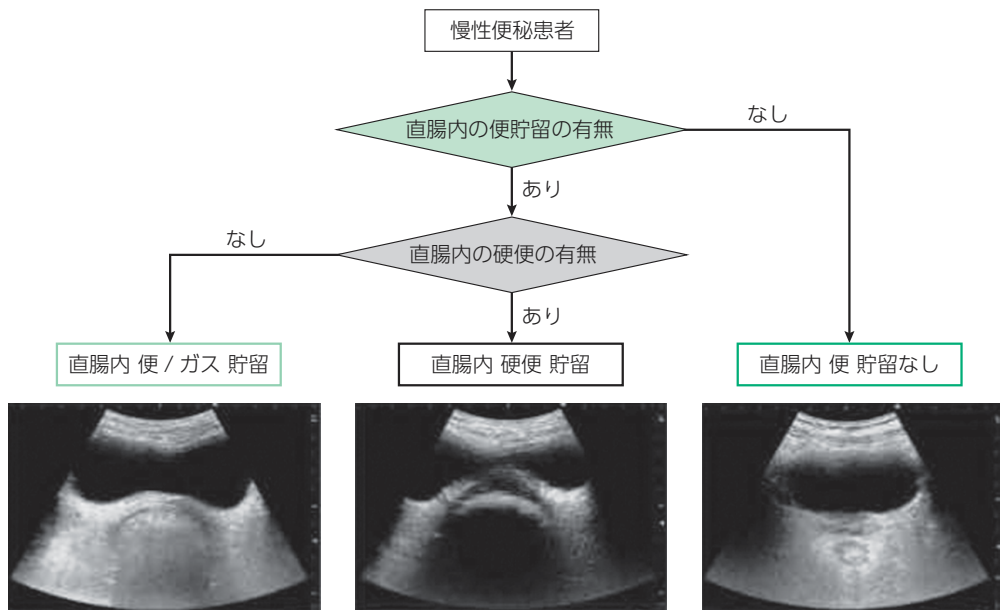 慢性便秘患者
直腸内の便貯留の有無
なし
あり
直腸内の硬便の有無
なし
あり
直腸内 便 / ガス 貯留
直腸内 硬便 貯留
直腸内 便 貯留なし